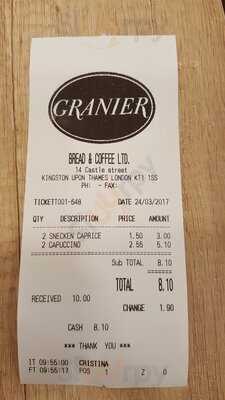 GRANIER
BREAD & COFFEE LTD.
14 Castle street
KINGSTON UPON THAMES LONDON KT1 1SS
PH: - FAX:
TICKETT001-648 DATE 24/03/2017
QTY DESCRIPTION PRICE AMOUNT
2 SNECKEN CAPRICE 1.50 3.00
2 CAPUCCINO 2.55 5.10
Sub TOTAL 8.10
TOTAL 8.10
RECEIVED 10.00
CHANGE 1.90
CASH 8.10
*** THANK YOU ***
IT 09:55:00 CRISTINA
FT 09:55:17 POS 1 Z 0